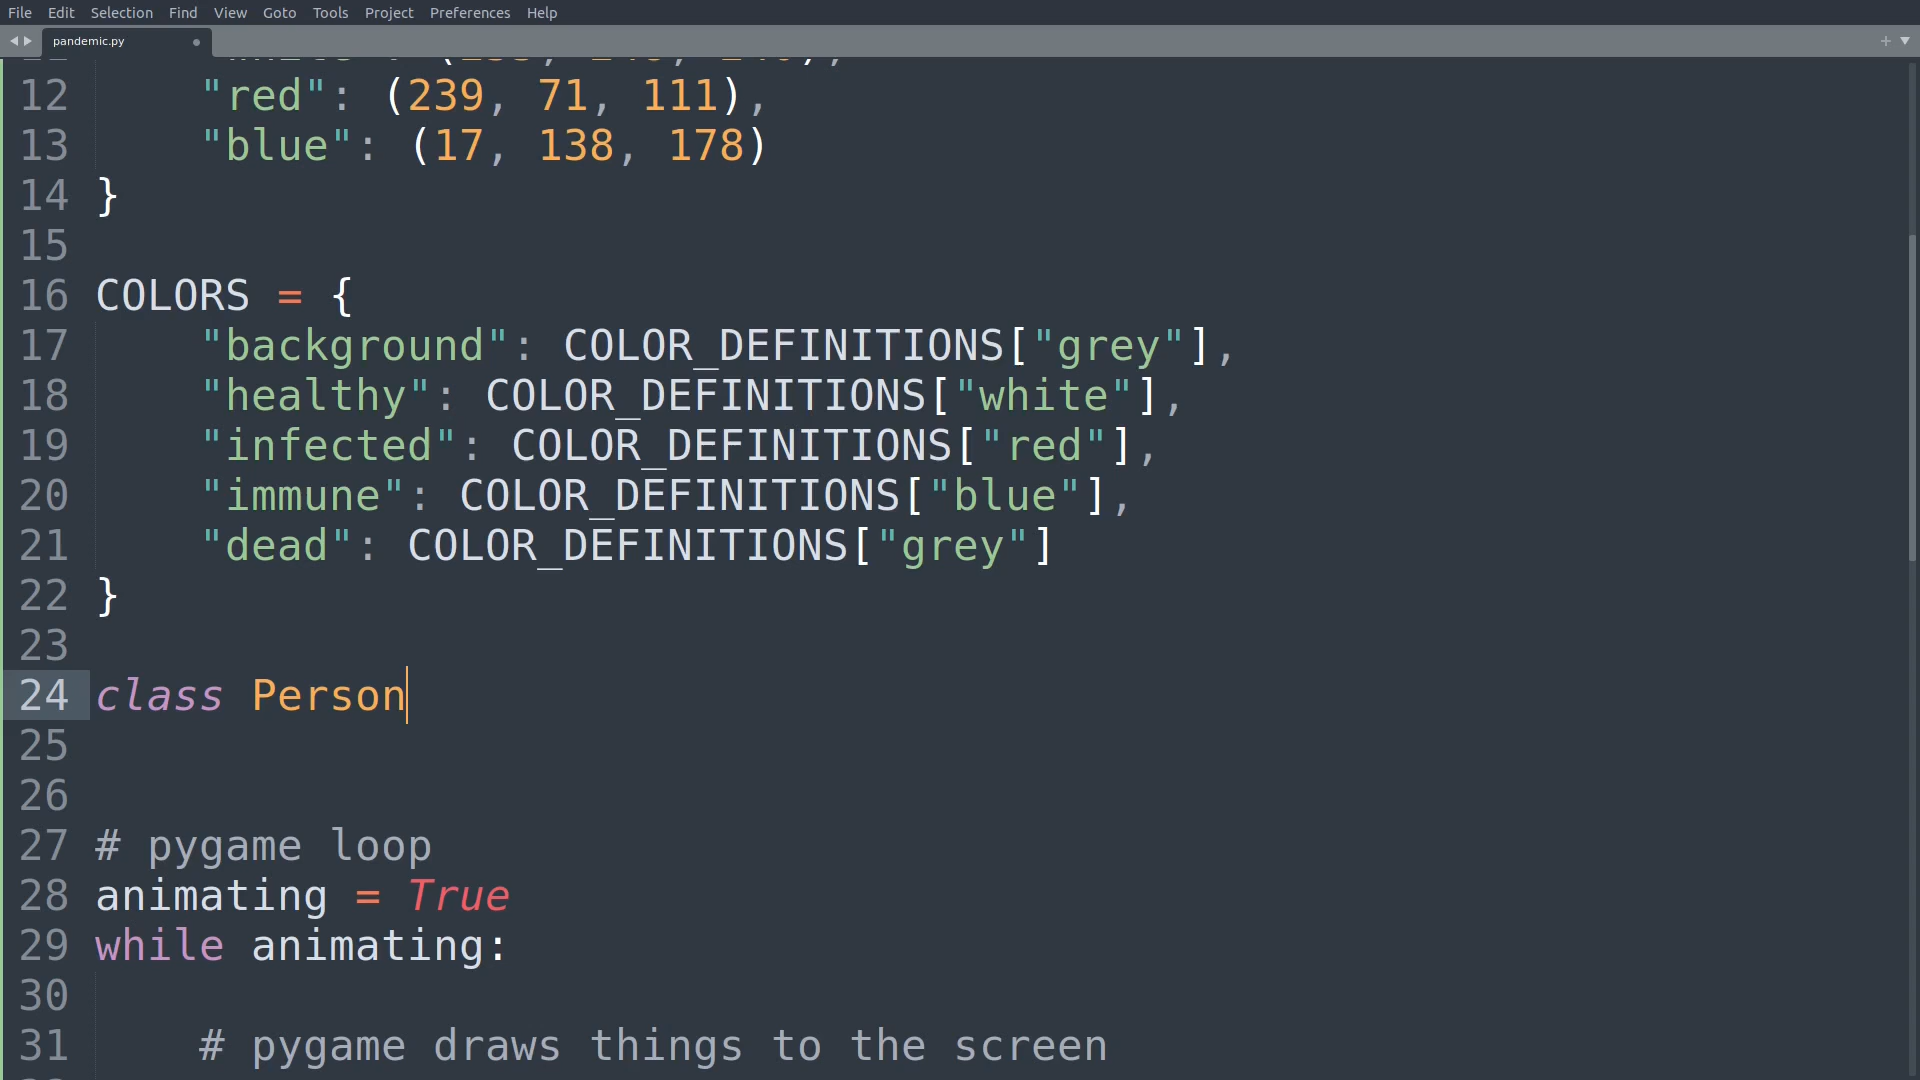 File Edit Selection Find View Goto Tools Project Preferences Help
pandemic.py
12 "red": (239, 71, 111),
13 "blue": (17, 138, 178)
14 }
15
16 COLORS = {
17 "background": COLOR_DEFINITIONS["grey"],
18 "healthy": COLOR_DEFINITIONS["white"],
19 "infected": COLOR_DEFINITIONS["red"],
20 "immune": COLOR_DEFINITIONS["blue"],
21 "dead": COLOR_DEFINITIONS["grey"]
22 }
23
24 class Person
25
26
27 # pygame loop
28 animating = True
29 while animating:
30
31 # pygame draws things to the screen